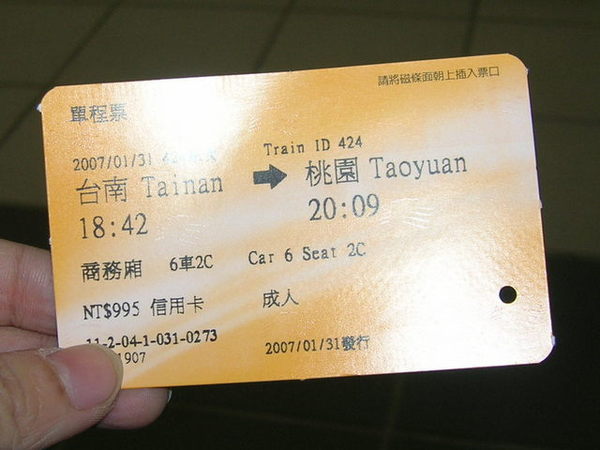 請將磁條面朝上插入票口
單程票
2007/01/31 Train ID 424
台南 Tainan → 桃園 Taoyuan
18:42 20:09
商務廂 6車2C Car 6 Seat 2C
NT$995 信用卡 成人
11-2-04-1-031-0273
1907 2007/01/31發行